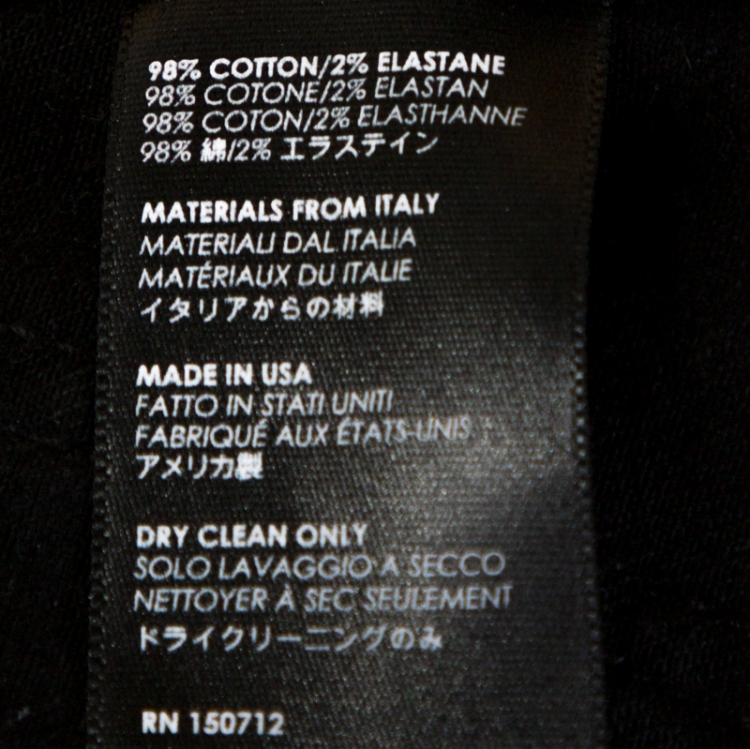 98% COTTON/2% ELASTANE
98% COTONE/2% ELASTAN
98% COTON/2% ELASTHANNE
98% 綿/2% エラステイン
MATERIALS FROM ITALY
MATERIALI DAL ITALIA
MATÉRIAUX DU ITALIE
イタリアからの材料
MADE IN USA
FATTO IN STATI UNITI
FABRIQUÉ AUX ÉTATS-UNIS
アメリカ製
DRY CLEAN ONLY
SOLO LAVAGGIO A SECCO
NETTOYER À SEC SEULEMENT
ドライクリーニングのみ
RN 150712